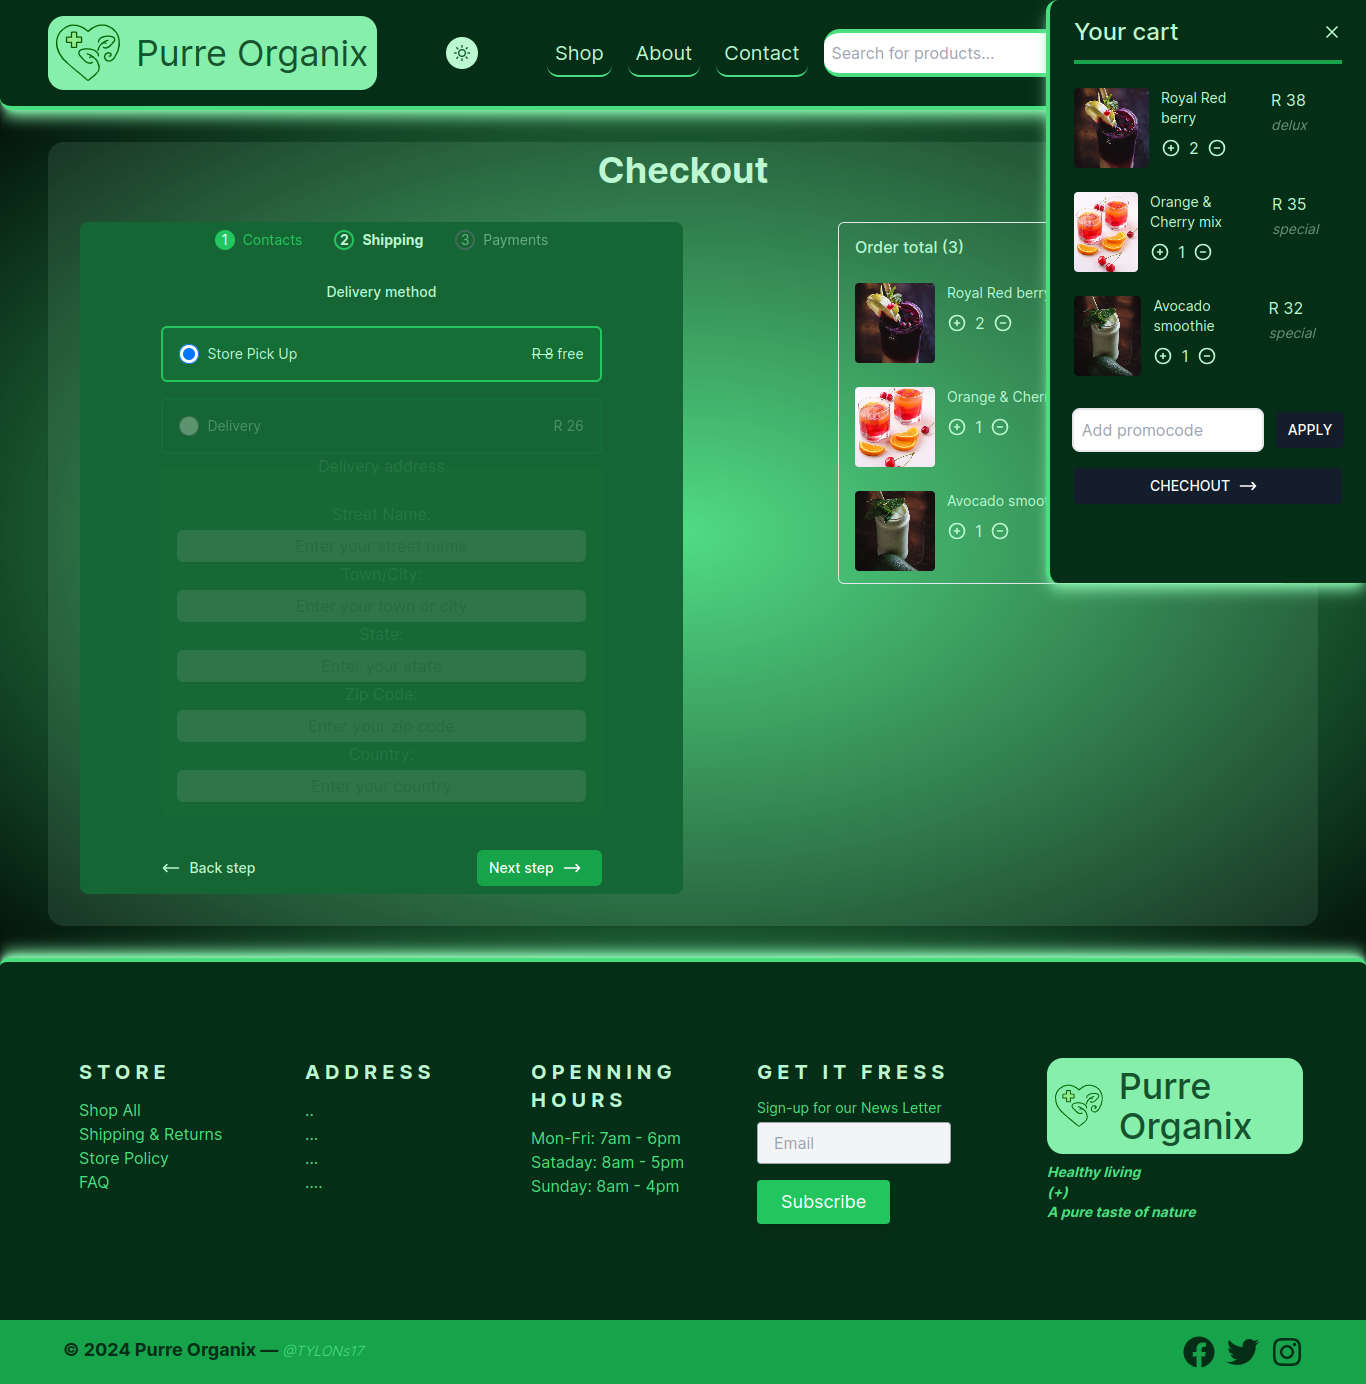 Purre Organix
Shop
About
Contact
Search for products...
Checkout
1 Contacts
2 Shipping
3 Payments
Delivery method
Store Pick Up
R 8 free
Delivery
R 26
Delivery address
Street Name:
Enter your street name
Town/City:
Enter your town or city
State:
Enter your state
Zip Code:
Enter your zip code
Country:
Enter your country
Back step
Next step
Order total (3)
Royal Red berry
2
Orange & Cher
1
Avocado smoo
1
Your cart
Royal Red
berry
2
R 38
delux
Orange &
Cherry mix
1
R 35
special
Avocado
smoothie
1
R 32
special
Add promocode
APPLY
CHECHOUT
STORE
Shop All
Shipping & Returns
Store Policy
FAQ
ADDRESS
..
...
...
....
OPENNING
HOURS
Mon-Fri: 7am - 6pm
Sataday: 8am - 5pm
Sunday: 8am - 4pm
GET IT FRESS
Sign-up for our News Letter
Email
Subscribe
Purre
Organix
Healthy living
(+)
A pure taste of nature
© 2024 Purre Organix — @TYLONs17